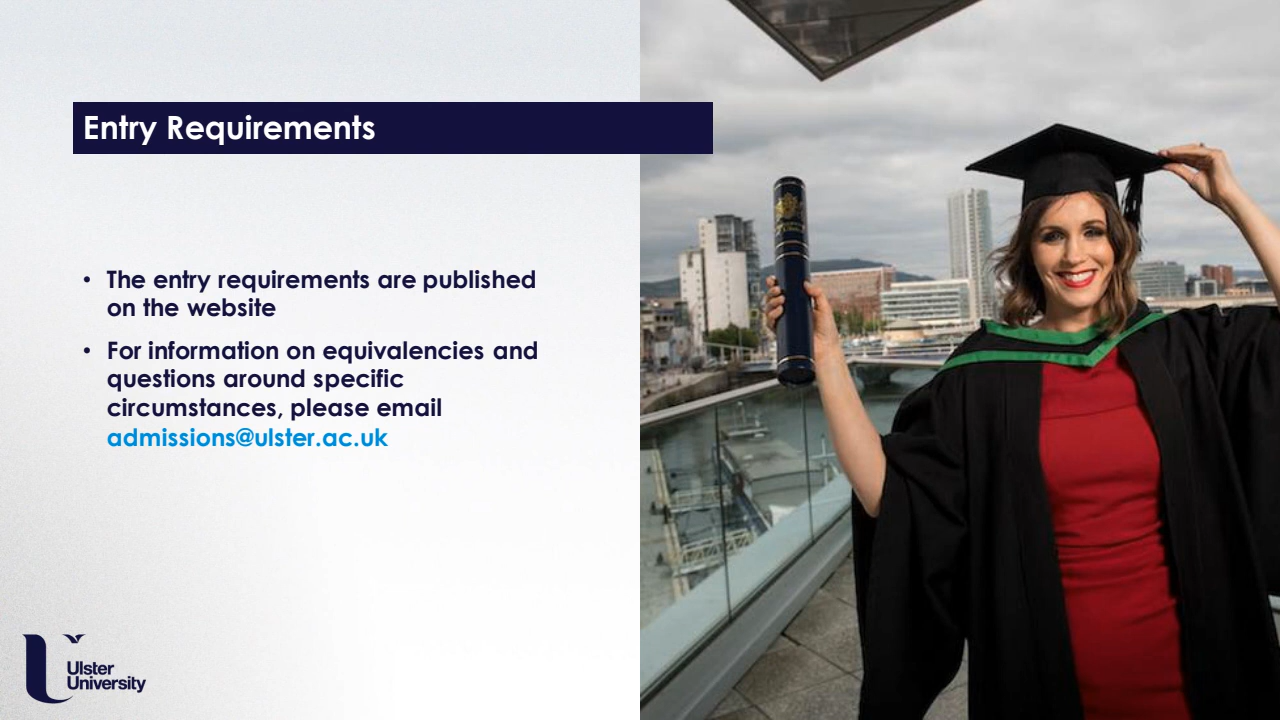 Entry Requirements
• The entry requirements are published
on the website
• For information on equivalencies and
questions around specific
circumstances, please email
admissions@ulster.ac.uk
Ulster
University